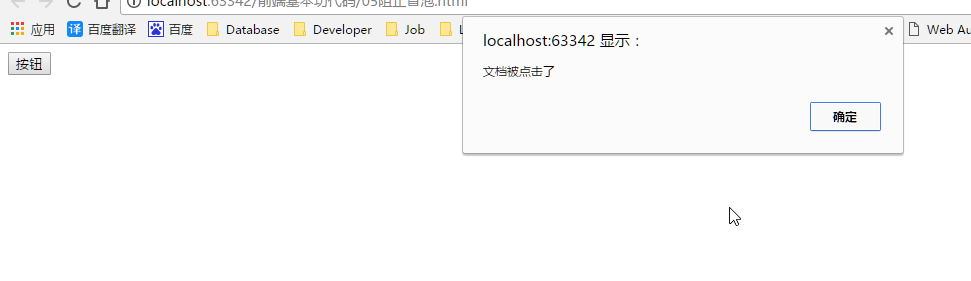 localhost:63342/前端基本功代码/05阻止冒泡.html
应用 译 百度翻译 百度 Database Developer Job L Web Au
按钮
localhost:63342 显示：
文档被点击了
确定